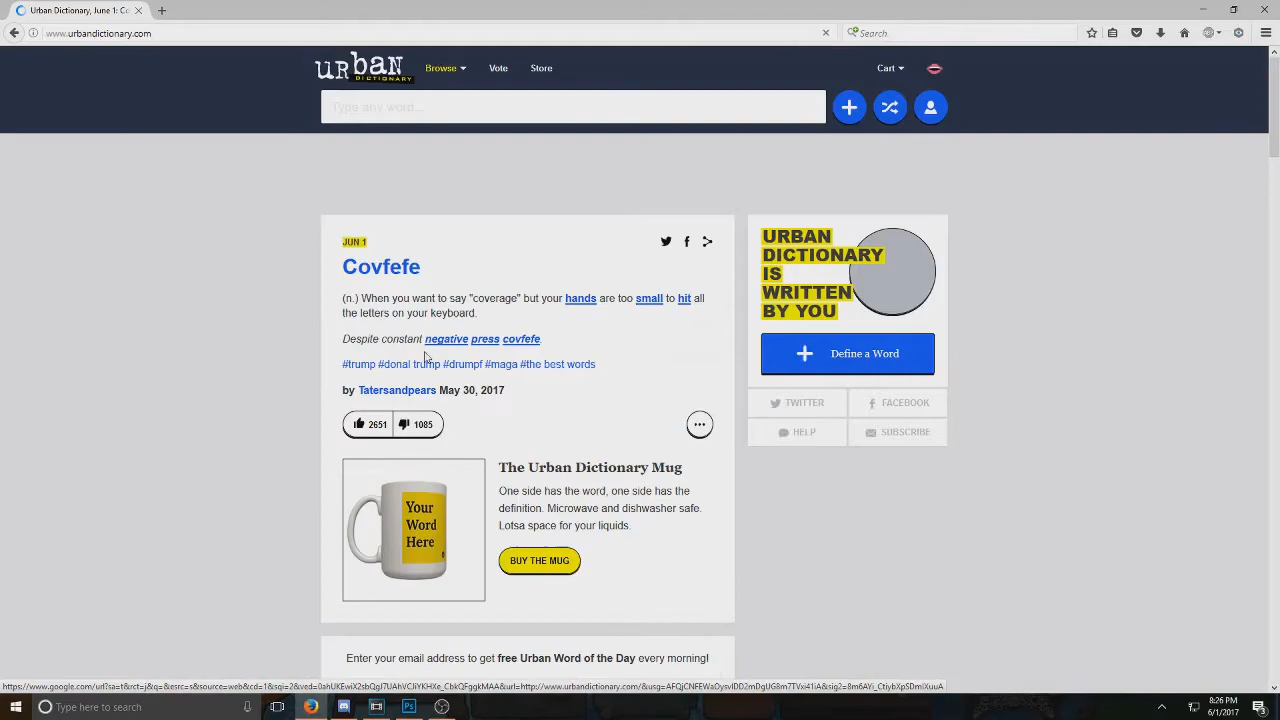 Urban Dictionary, June 1: Co
www.urbandictionary.com
Search
urban
DICTIONARY
Browse
Vote
Store
Cart
Type any word...
JUN 1
Covfefe
(n.) When you want to say "coverage" but your hands are too small to hit all
the letters on your keyboard.
Despite constant negative press covfefe.
#trump #donal trump #drumpf #maga #the best words
by Tatersandpears May 30, 2017
2651
1085
Your
Word
Here
The Urban Dictionary Mug
One side has the word, one side has the
definition. Microwave and dishwasher safe.
Lotsa space for your liquids.
BUY THE MUG
Enter your email address to get free Urban Word of the Day every morning!
URBAN
DICTIONARY
IS
WRITTEN
BY YOU
Define a Word
TWITTER
FACEBOOK
HELP
SUBSCRIBE
Type here to search
Ps
8:26 PM
6/1/2017